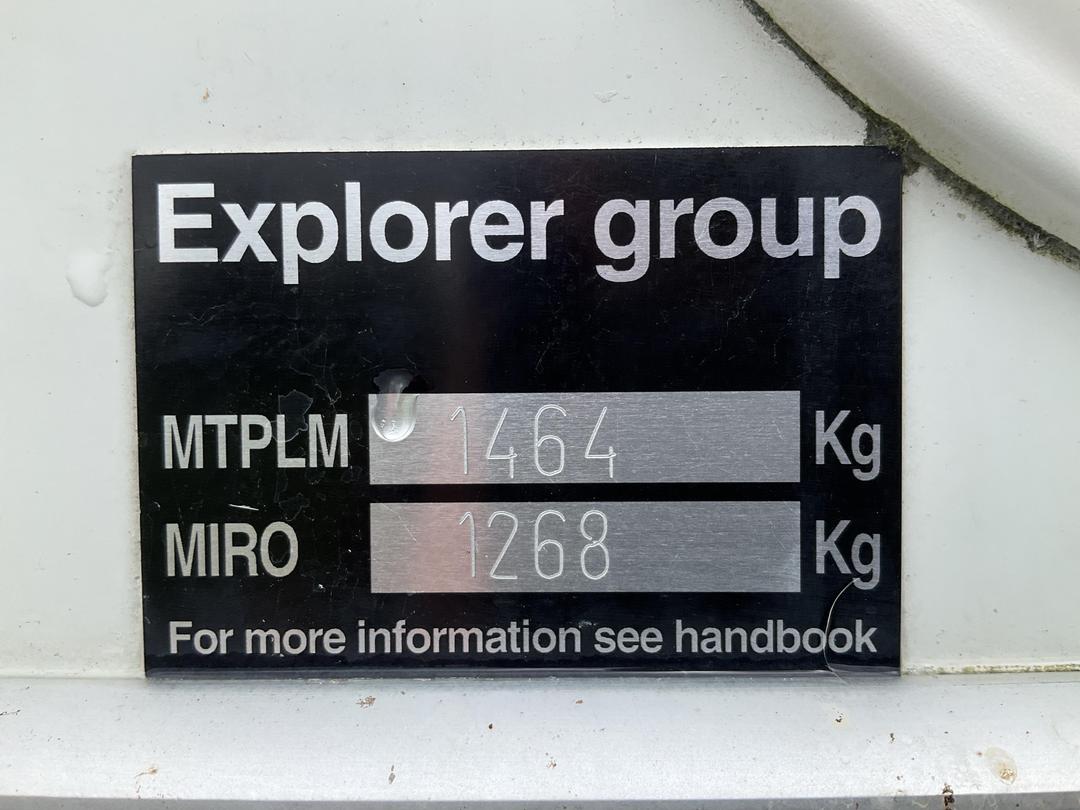 Explorer group
MTPLM 1464 Kg
MIRO 1268 Kg
For more information see handbook